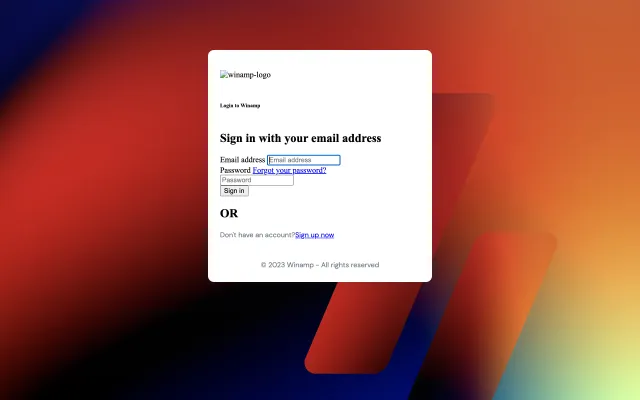 winamp-logo
Login to Winamp
Sign in with your email address
Email address Email address
Password Forgot your password?
Password
Sign in
OR
Don't have an account?Sign up now
© 2023 Winamp – All rights reserved